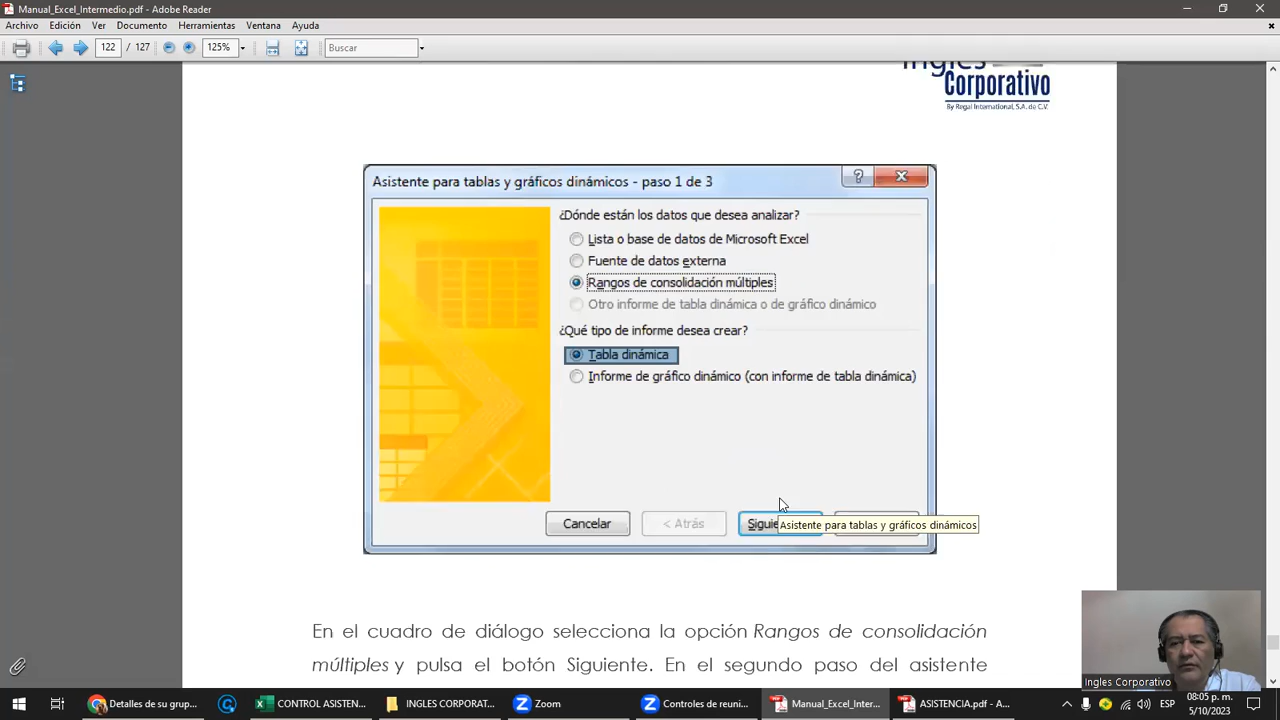 Manual_Excel_Intermedio.pdf - Adobe Reader
Archivo Edición Ver Documento Herramientas Ventana Ayuda
122 / 127 125% Buscar
Inglés
Corporativo
By Regal International, S.A. de C.V.
Asistente para tablas y gráficos dinámicos - paso 1 de 3
¿Dónde están los datos que desea analizar?
Lista o base de datos de Microsoft Excel
Fuente de datos externa
Rangos de consolidación múltiples
Otro informe de tabla dinámica o de gráfico dinámico
¿Qué tipo de informe desea crear?
Tabla dinámica
Informe de gráfico dinámico (con informe de tabla dinámica)
Cancelar < Atrás Siguie
Asistente para tablas y gráficos dinámicos
En el cuadro de diálogo selecciona la opción Rangos de consolidación
múltiples y pulsa el botón Siguiente. En el segundo paso del asistente
Ingles Corporativo
Detalles de su grup... CONTROL ASISTEN... INGLES CORPORAT... Zoom Controles de reuni... Manual_Excel_Inter... ASISTENCIA.pdf - A... ESP
08:05 p. m.
5/10/2023